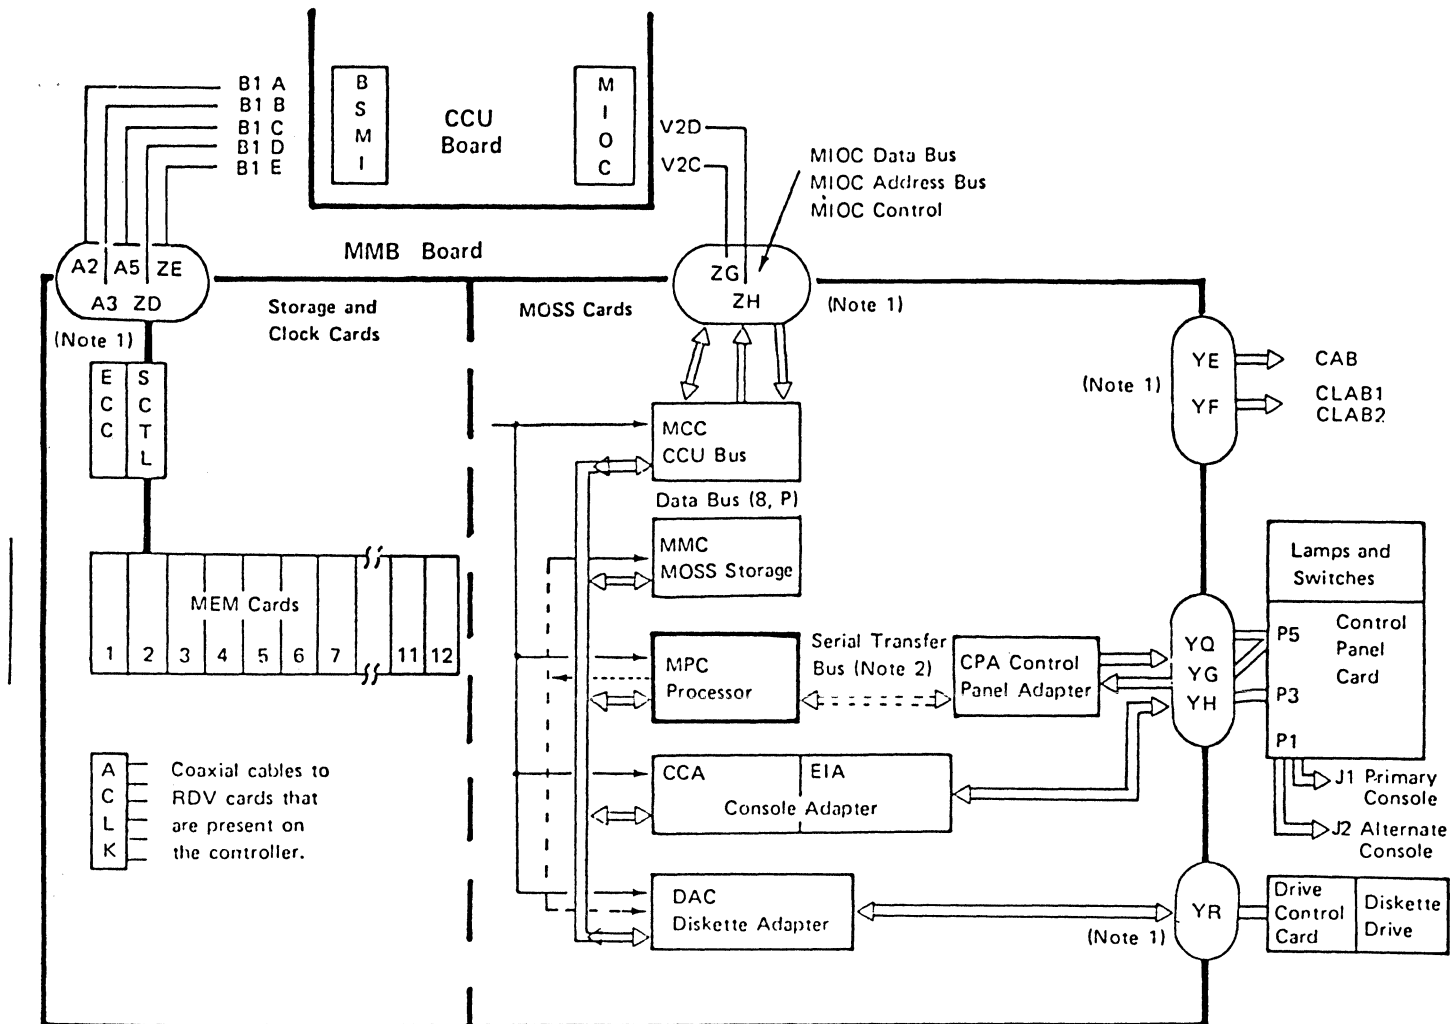 B1 A
B1 B
B1 C
B1 D
B1 E
B
S
M
I
CCU
Board
M
I
O
C
V2D
V2C
MIOC Data Bus
MIOC Address Bus
MIOC Control
MMB Board
A2 A5 ZE
A3 ZD
(Note 1)
Storage and
Clock Cards
MOSS Cards
ZG
ZH
(Note 1)
E
C
C
S
C
T
L
(Note 1)
YE
YF
CAB
CLAB1
CLAB2
MCC
CCU Bus
Data Bus (8, P)
MMC
MOSS Storage
MEM Cards
1 2 3 4 5 6 7 11 12
MPC
Processor
Serial Transfer
Bus (Note 2)
CPA Control
Panel Adapter
YQ
YG
YH
Lamps and
Switches
P5
P3
P1
Control
Panel
Card
J1 Primary
Console
J2 Alternate
Console
A
C
L
K
Coaxial cables to
RDV cards that
are present on
the controller.
CCA
EIA
Console Adapter
DAC
Diskette Adapter
(Note 1)
YR
Drive
Control
Card
Diskette
Drive